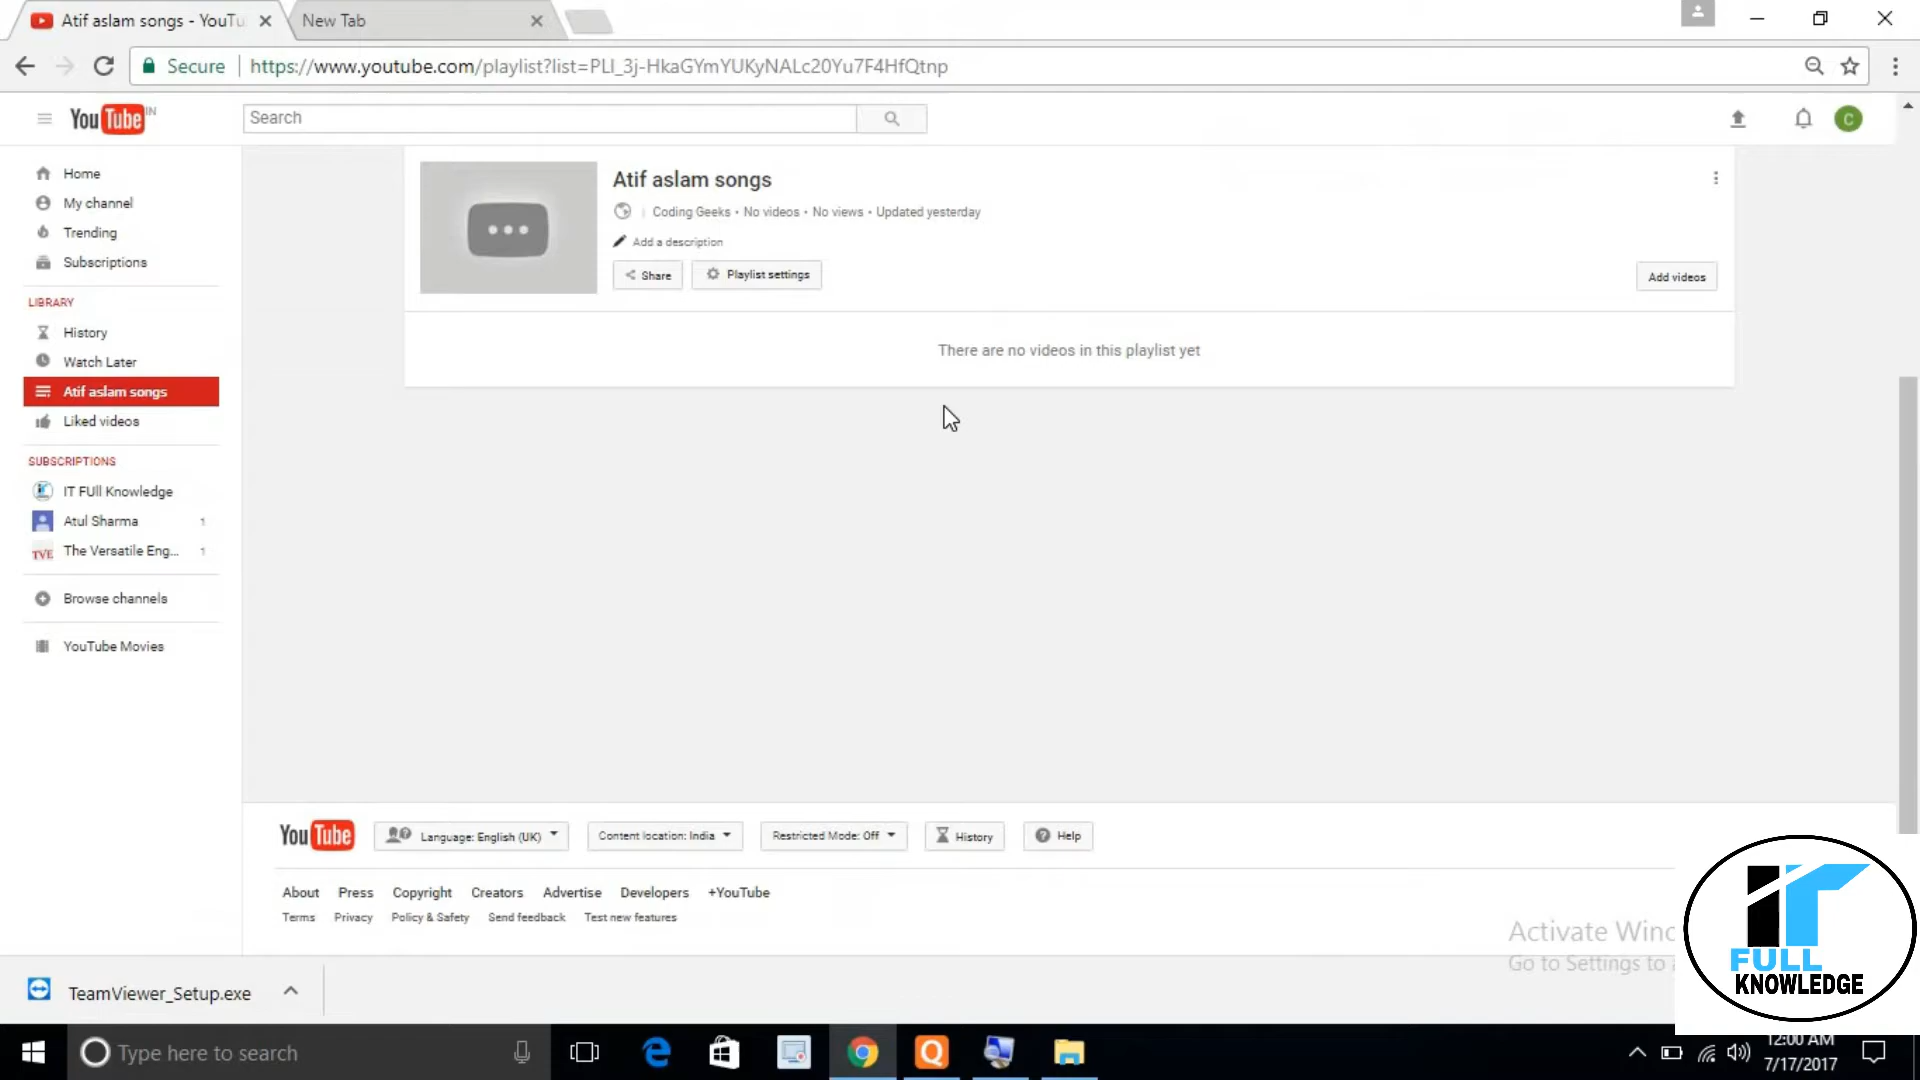 Atif aslam songs - YouTu
New Tab
Secure
https://www.youtube.com/playlist?list=PLI_3j-HkaGYmYUKyNALc20Yu7F4HfQtnp
YouTube IN
Search
C
Home
My channel
Trending
Subscriptions
LIBRARY
History
Watch Later
Atif aslam songs
Liked videos
SUBSCRIPTIONS
IT FUll Knowledge
Atul Sharma 1
TVE The Versatile Eng... 1
Browse channels
YouTube Movies
Atif aslam songs
Coding Geeks • No videos • No views • Updated yesterday
Add a description
Share
Playlist settings
Add videos
There are no videos in this playlist yet
YouTube
Language: English (UK)
Content location: India
Restricted Mode: Off
History
Help
About Press Copyright Creators Advertise Developers +YouTube
Terms Privacy Policy & Safety Send feedback Test new features
Activate Winc
Go to Settings to
IT
FULL
KNOWLEDGE
TeamViewer_Setup.exe
Type here to search
12:00 AM
7/17/2017